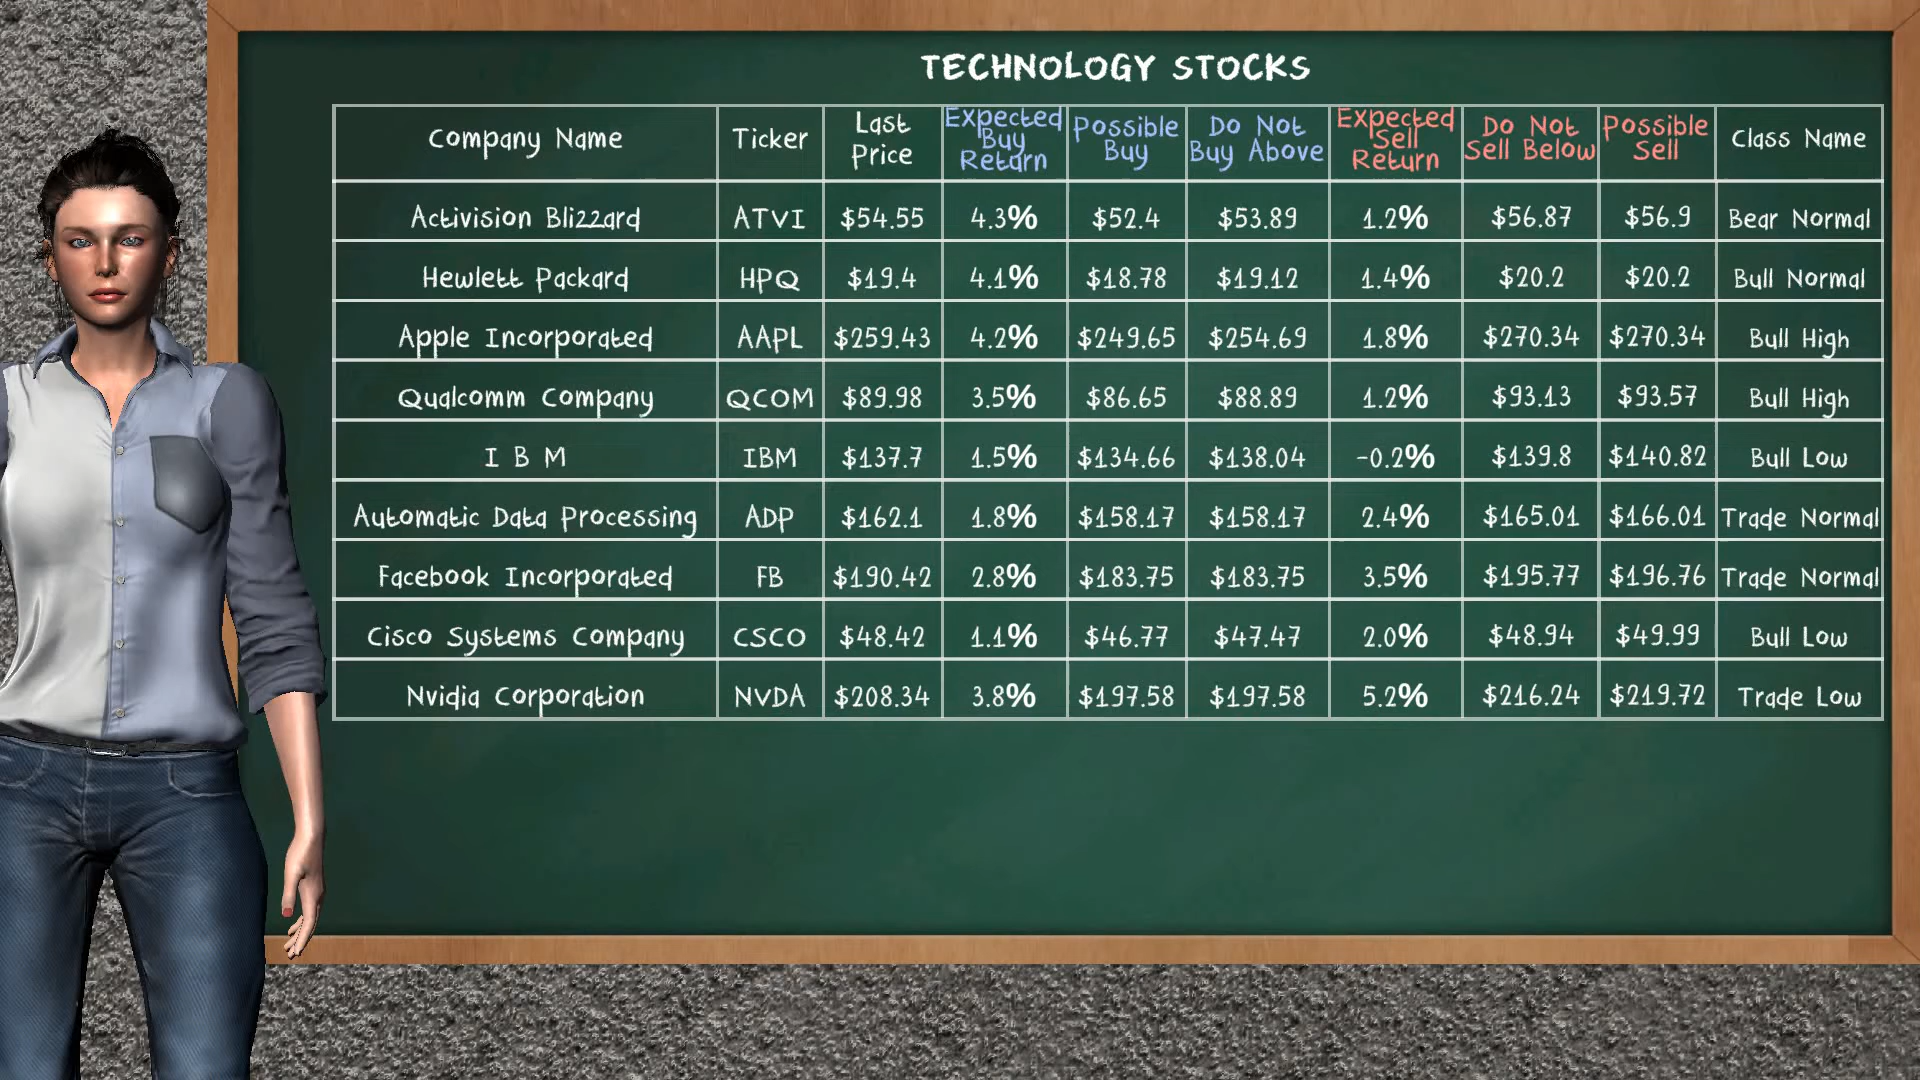 TECHNOLOGY STOCKS
Company Name Ticker Last Price Expected Buy Return Possible Buy Do Not Buy Above Expected Sell Return Do Not Sell Below Possible Sell Class Name
Activision Blizzard ATVI $54.55 4.3% $52.4 $53.89 1.2% $56.87 $56.9 Bear Normal
Hewlett Packard HPQ $19.4 4.1% $18.78 $19.12 1.4% $20.2 $20.2 Bull Normal
Apple Incorporated AAPL $259.43 4.2% $249.65 $254.69 1.8% $270.34 $270.34 Bull High
Qualcomm Company QCOM $89.98 3.5% $86.65 $88.89 1.2% $93.13 $93.57 Bull High
I B M IBM $137.7 1.5% $134.66 $138.04 -0.2% $139.8 $140.82 Bull Low
Automatic Data Processing ADP $162.1 1.8% $158.17 $158.17 2.4% $165.01 $166.01 Trade Normal
Facebook Incorporated FB $190.42 2.8% $183.75 $183.75 3.5% $195.77 $196.76 Trade Normal
Cisco Systems Company CSCO $48.42 1.1% $46.77 $47.47 2.0% $48.94 $49.99 Bull Low
Nvidia Corporation NVDA $208.34 3.8% $197.58 $197.58 5.2% $216.24 $219.72 Trade Low